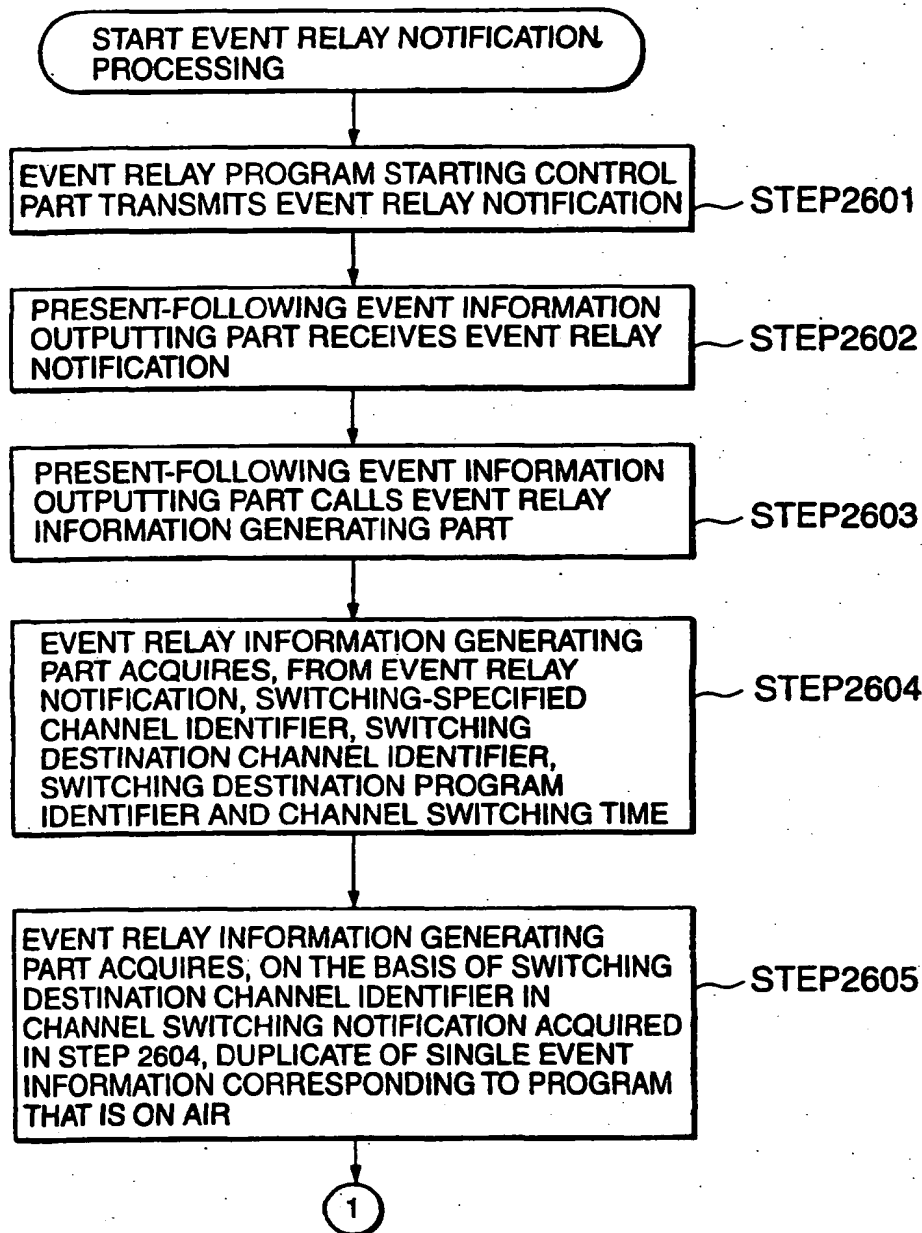 START EVENT RELAY NOTIFICATION
PROCESSING
EVENT RELAY PROGRAM STARTING CONTROL
PART TRANSMITS EVENT RELAY NOTIFICATION
STEP2601
PRESENT-FOLLOWING EVENT INFORMATION
OUTPUTTING PART RECEIVES EVENT RELAY
NOTIFICATION
STEP2602
PRESENT-FOLLOWING EVENT INFORMATION
OUTPUTTING PART CALLS EVENT RELAY
INFORMATION GENERATING PART
STEP2603
EVENT RELAY INFORMATION GENERATING
PART ACQUIRES, FROM EVENT RELAY
NOTIFICATION, SWITCHING-SPECIFIED
CHANNEL IDENTIFIER, SWITCHING
DESTINATION CHANNEL IDENTIFIER,
SWITCHING DESTINATION PROGRAM
IDENTIFIER AND CHANNEL SWITCHING TIME
STEP2604
EVENT RELAY INFORMATION GENERATING
PART ACQUIRES, ON THE BASIS OF SWITCHING
DESTINATION CHANNEL IDENTIFIER IN
CHANNEL SWITCHING NOTIFICATION ACQUIRED
IN STEP 2604, DUPLICATE OF SINGLE EVENT
INFORMATION CORRESPONDING TO PROGRAM
THAT IS ON AIR
STEP2605
1